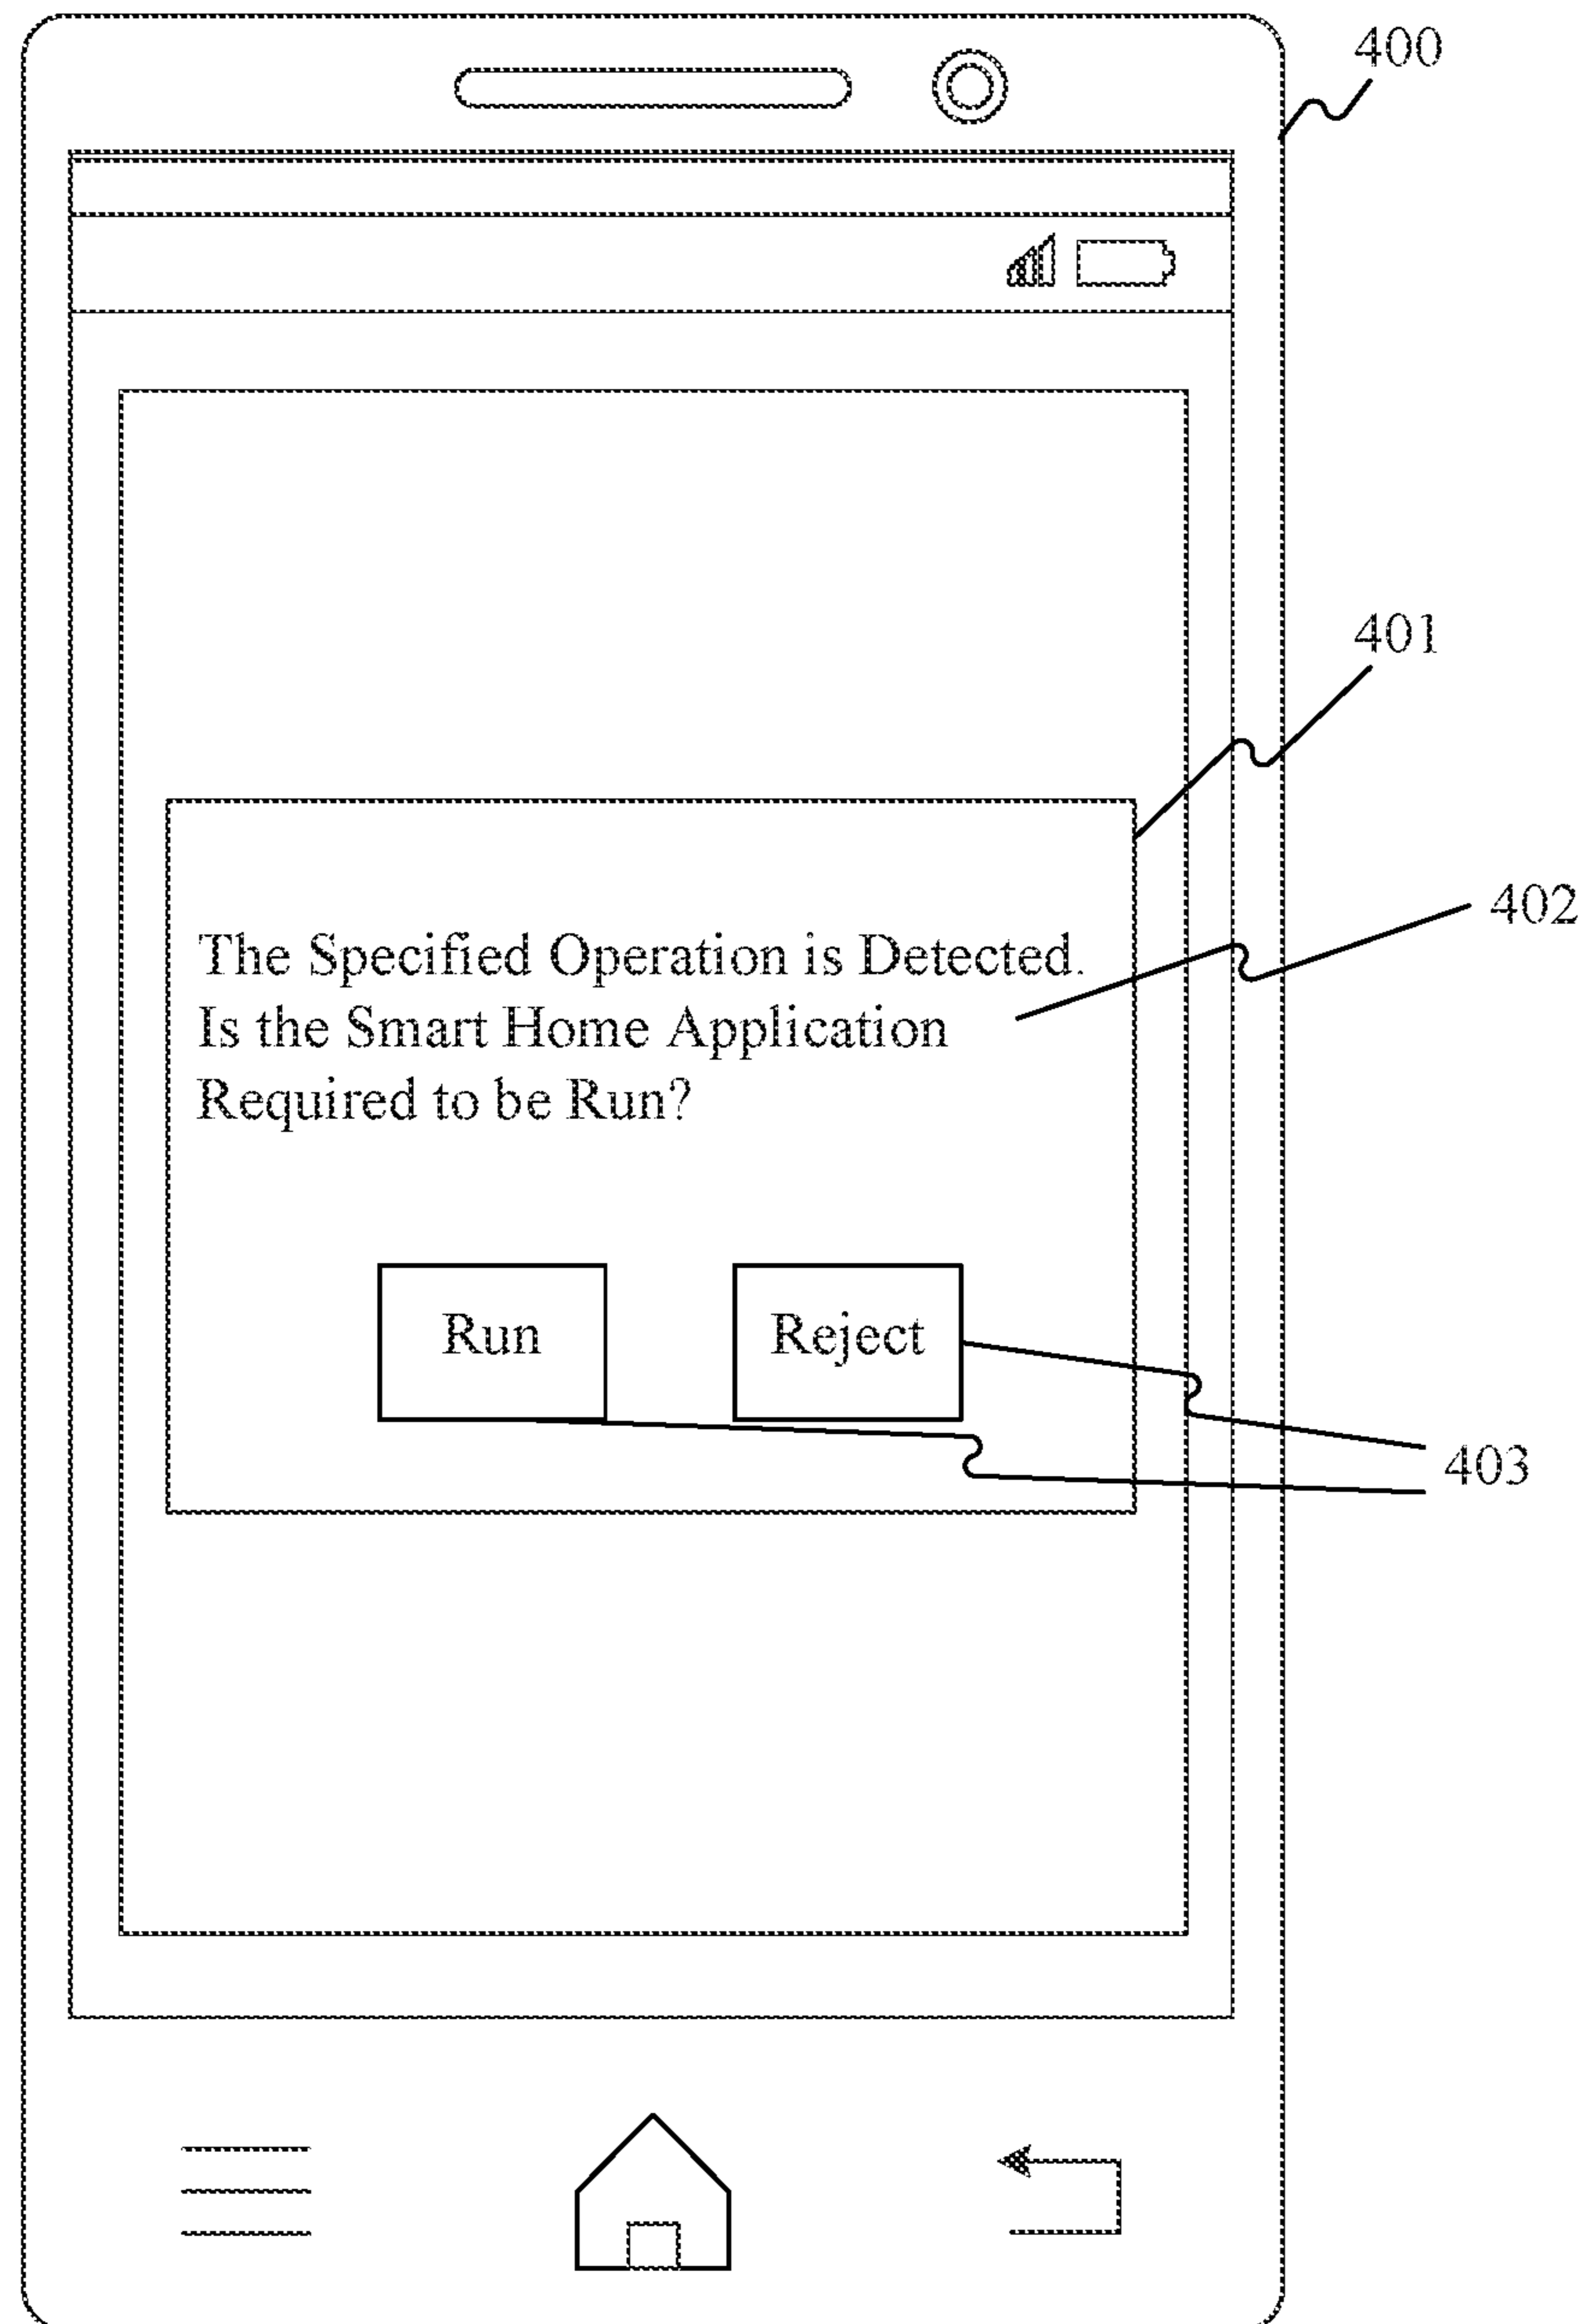 400
401
402
The Specified Operation is Detected.
Is the Smart Home Application
Required to be Run?
Run
Reject
403